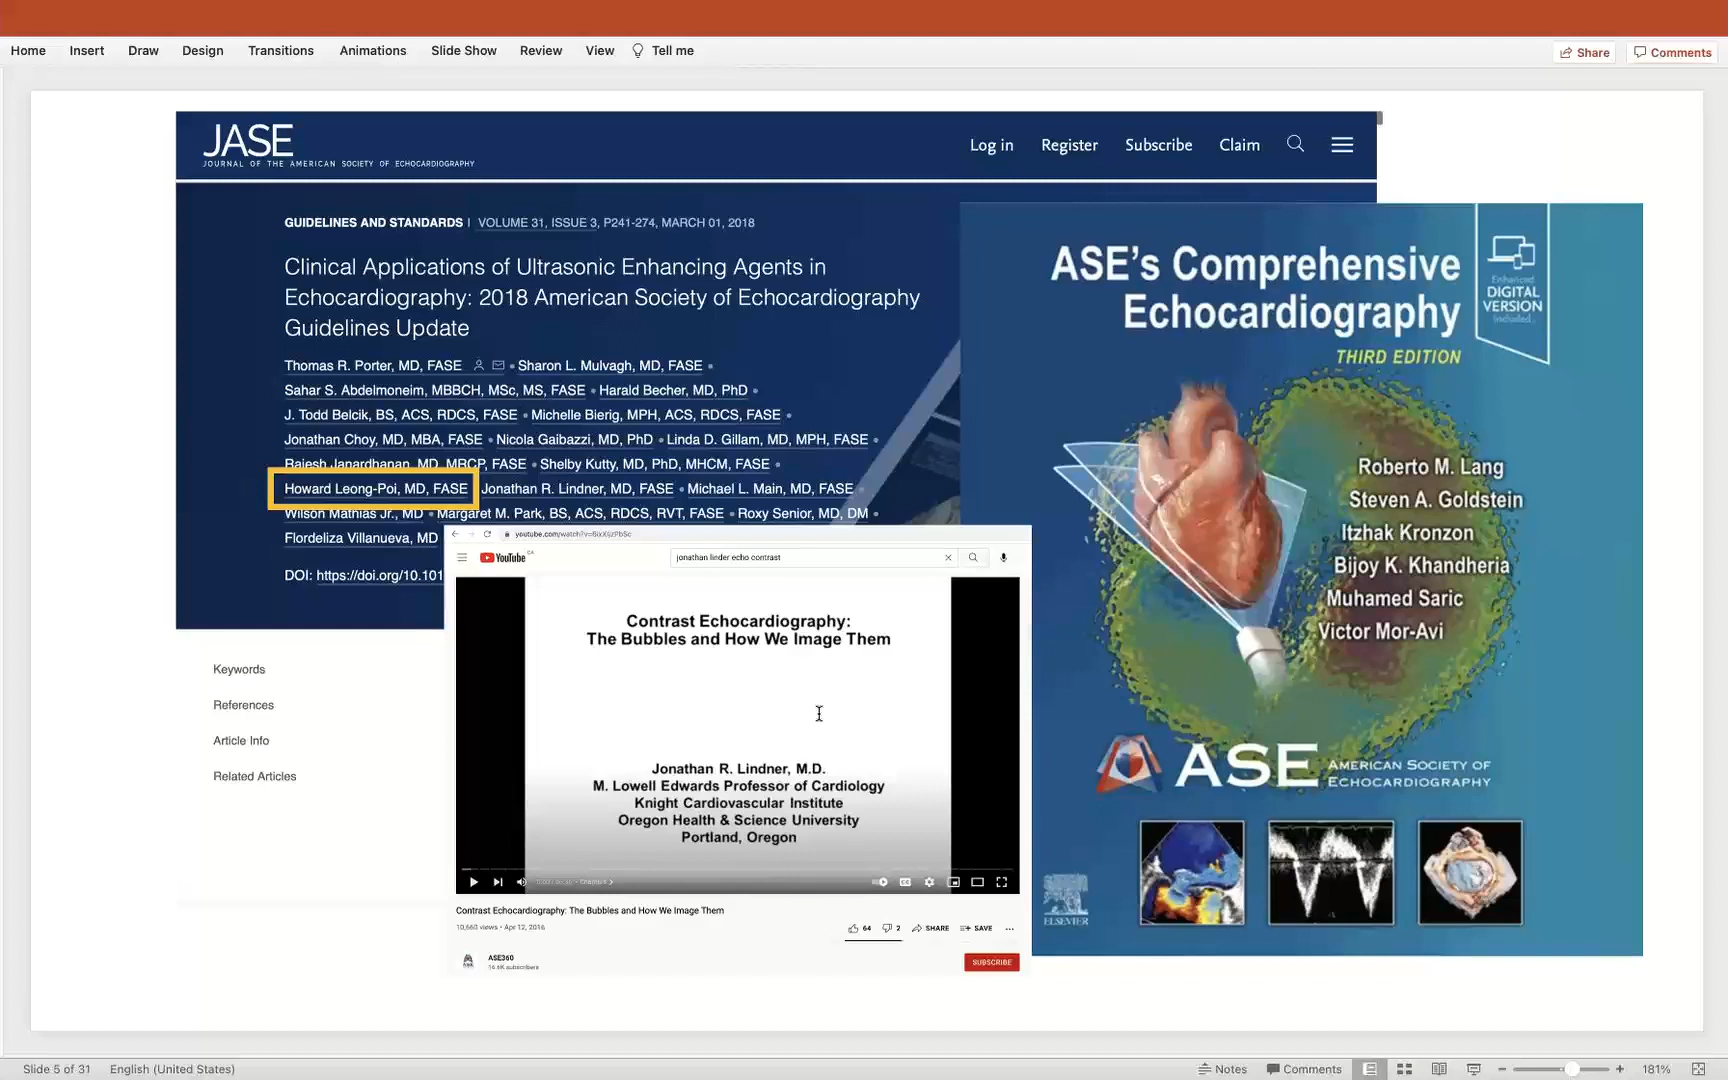 Home Insert Draw Design Transitions Animations Slide Show Review View Tell me
Share Comments
JASE
JOURNAL OF THE AMERICAN SOCIETY OF ECHOCARDIOGRAPHY
Log in Register Subscribe Claim
GUIDELINES AND STANDARDS | VOLUME 31, ISSUE 3, P241-274, MARCH 01, 2018
Clinical Applications of Ultrasonic Enhancing Agents in
Echocardiography: 2018 American Society of Echocardiography
Guidelines Update
Thomas R. Porter, MD, FASE • Sharon L. Mulvagh, MD, FASE •
Sahar S. Abdelmoneim, MBBCH, MSc, MS, FASE • Harald Becher, MD, PhD •
J. Todd Belcik, BS, ACS, RDCS, FASE • Michelle Bierig, MPH, ACS, RDCS, FASE •
Jonathan Choy, MD, MBA, FASE • Nicola Gaibazzi, MD, PhD • Linda D. Gillam, MD, MPH, FASE •
Rajesh Janardhanan, MD, MRCP, FASE • Shelby Kutty, MD, PhD, MHCM, FASE •
Howard Leong-Poi, MD, FASE Jonathan R. Lindner, MD, FASE • Michael L. Main, MD, FASE •
Wilson Mathias Jr., MD • Margaret M. Park, BS, ACS, RDCS, RVT, FASE • Roxy Senior, MD, DM •
Flordeliza Villanueva, MD
DOI: https://doi.org/10.101
Keywords
References
Article Info
Related Articles
YouTube CA
jonathan linder echo contrast
Contrast Echocardiography:
The Bubbles and How We Image Them
Jonathan R. Lindner, M.D.
M. Lowell Edwards Professor of Cardiology
Knight Cardiovascular Institute
Oregon Health & Science University
Portland, Oregon
Contrast Echocardiography: The Bubbles and How We Image Them
10,660 views • Apr 12, 2016
64 2 SHARE SAVE
ASE360
subscribers
SUBSCRIBE
ASE's Comprehensive
Echocardiography
THIRD EDITION
Enhanced
DIGITAL
VERSION
Included
Roberto M. Lang
Steven A. Goldstein
Itzhak Kronzon
Bijoy K. Khandheria
Muhamed Saric
Victor Mor-Avi
ASE AMERICAN SOCIETY OF
ECHOCARDIOGRAPHY
ELSEVIER
Slide 5 of 31 English (United States)
Notes Comments 181%